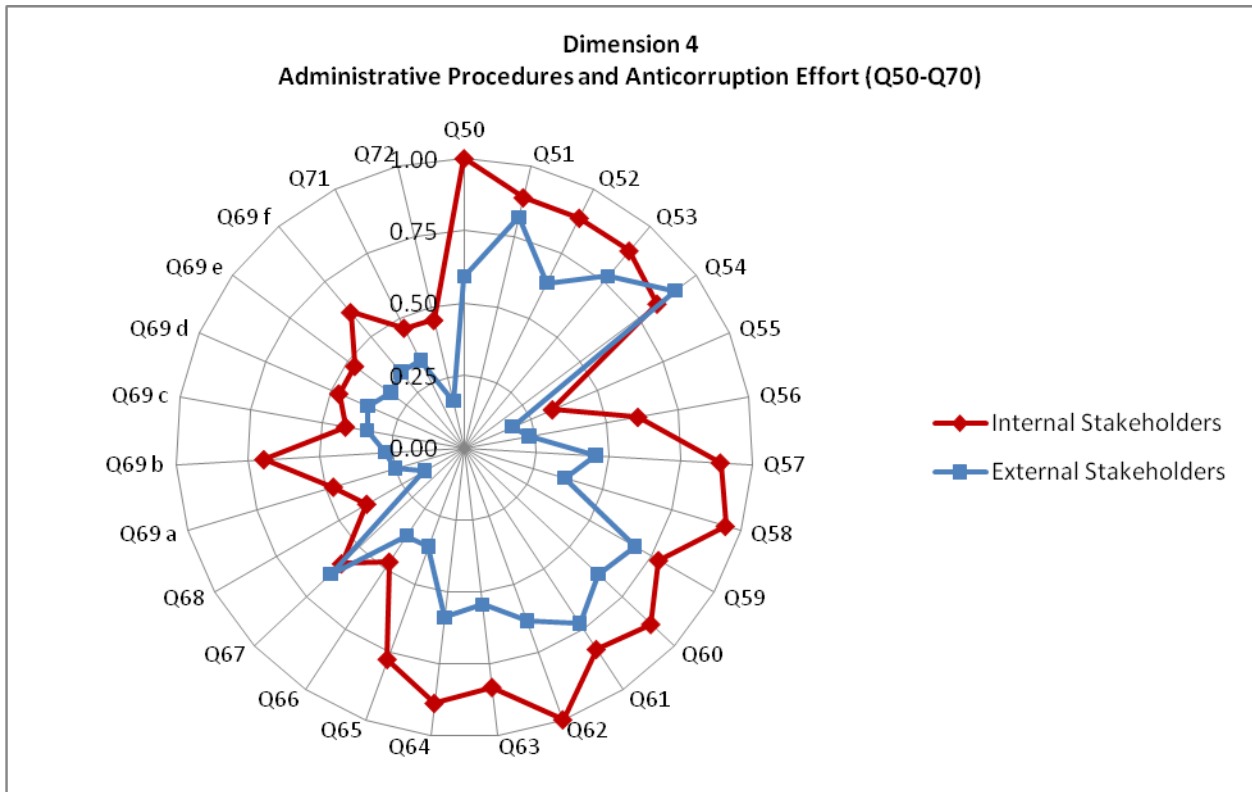 Dimension 4
Administrative Procedures and Anticorruption Effort (Q50-Q70)
Q50
Q51
Q52
Q53
Q54
Q55
Q56
Q57
Q58
Q59
Q60
Q61
Q62
Q63
Q64
Q65
Q66
Q67
Q68
Q69 a
Q69 b
Q69 c
Q69 d
Q69 e
Q69 f
Q71
Q72
1.00
0.75
0.50
0.25
0.00
Internal Stakeholders
External Stakeholders